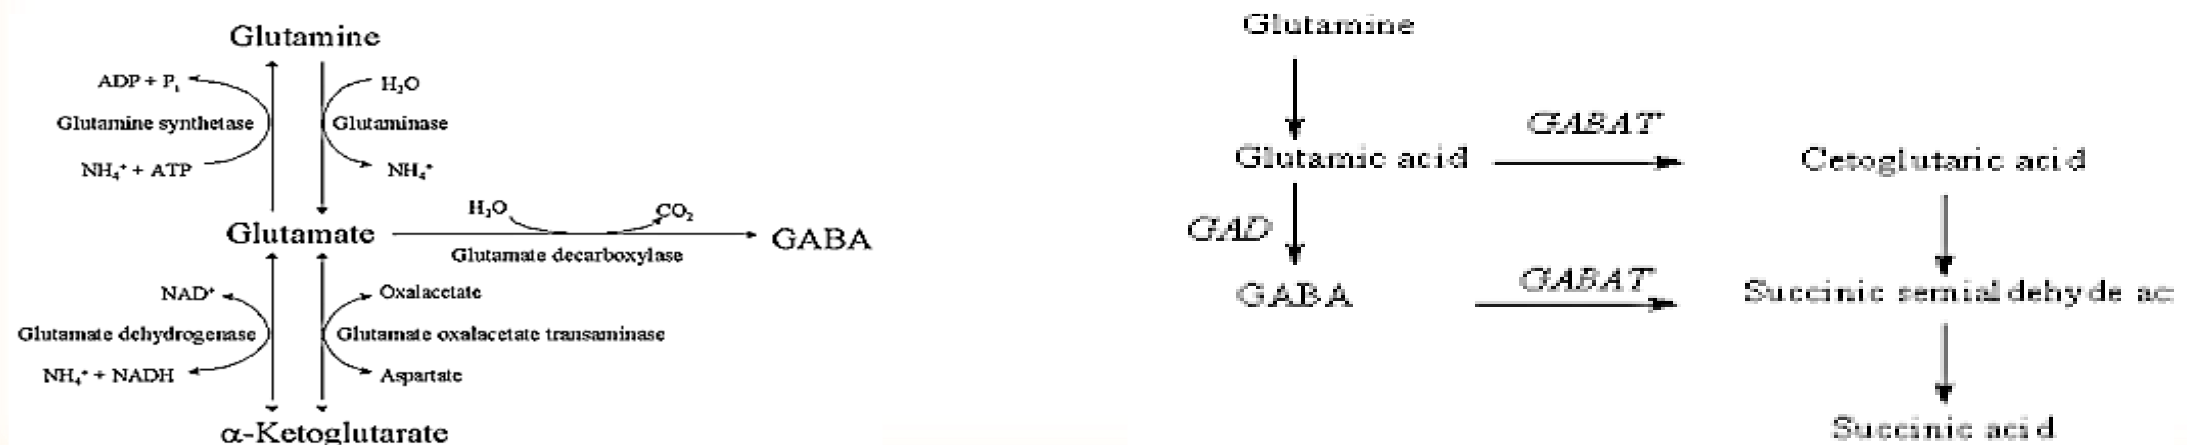 Glutamine
ADP + Pi
H₂O
Glutamine synthetase
Glutaminase
NH₄⁺ + ATP
NH₄⁺
Glutamate
H₂O
CO₂
Glutamate decarboxylase
GABA
NAD⁺
Oxalacetate
Glutamate dehydrogenase
Glutamate oxalacetate transaminase
NH₄⁺ + NADH
Aspartate
α-Ketoglutarate
Glutamine
Glutamic acid
GABAT
Cetoglutaric acid
GAD
GABA
GABAT
Succinic semialdehyde ac
Succinic acid